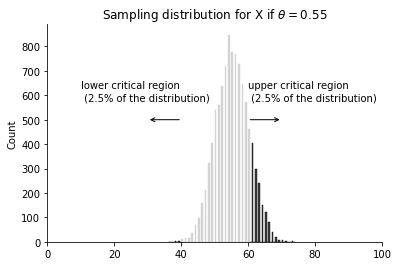 Sampling distribution for X if θ = 0.55
800
700
lower critical region
(2.5% of the distribution)
upper critical region
(2.5% of the distribution)
600
500
400
300
200
100
0
Count
0 20 40 60 80 100